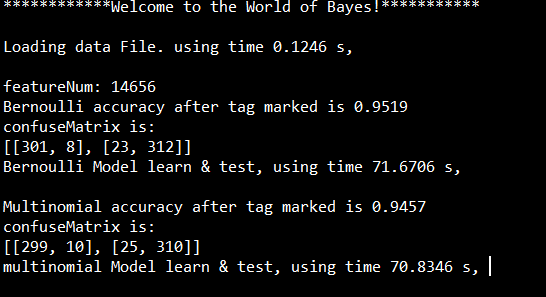 ************Welcome to the World of Bayes!***********
Loading data File. using time 0.1246 s,
featureNum: 14656
Bernoulli accuracy after tag marked is 0.9519
confuseMatrix is:
[[301, 8], [23, 312]]
Bernoulli Model learn & test, using time 71.6706 s,
Multinomial accuracy after tag marked is 0.9457
confuseMatrix is:
[[299, 10], [25, 310]]
multinomial Model learn & test, using time 70.8346 s,